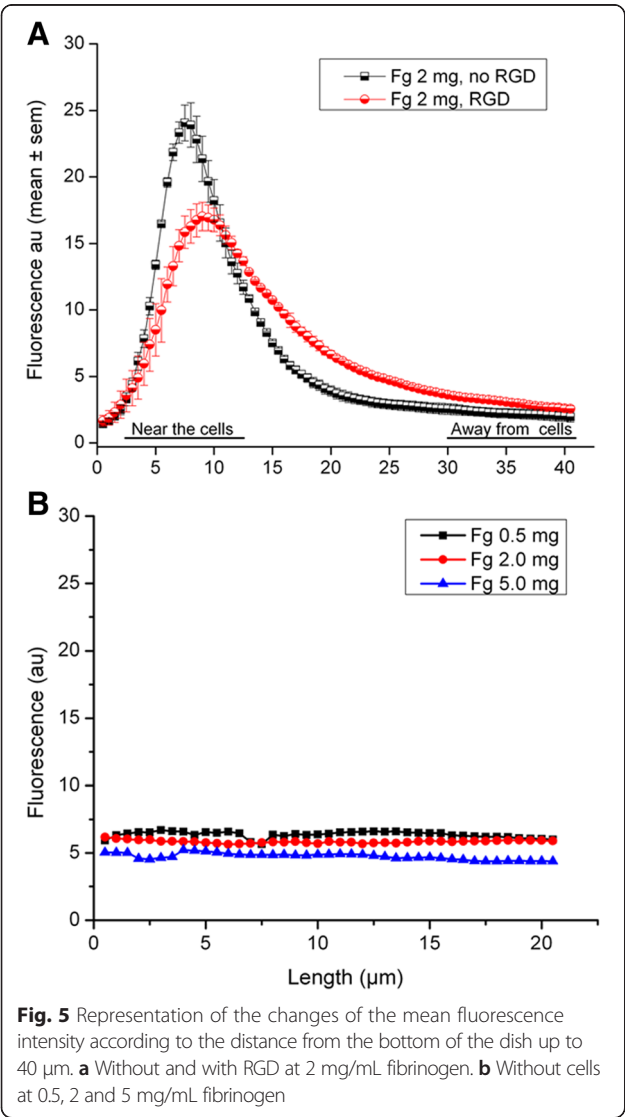 A
30
25
20
15
10
5
0
Fluorescence au (mean ± sem)
Fg 2 mg, no RGD
Fg 2 mg, RGD
Near the cells
Away from cells
0 5 10 15 20 25 30 35 40
B
30
25
20
15
10
5
0
Fluorescence (au)
Fg 0.5 mg
Fg 2.0 mg
Fg 5.0 mg
0 5 10 15 20
Length (µm)
Fig. 5 Representation of the changes of the mean fluorescence
intensity according to the distance from the bottom of the dish up to
40 µm. a Without and with RGD at 2 mg/mL fibrinogen. b Without cells
at 0.5, 2 and 5 mg/mL fibrinogen